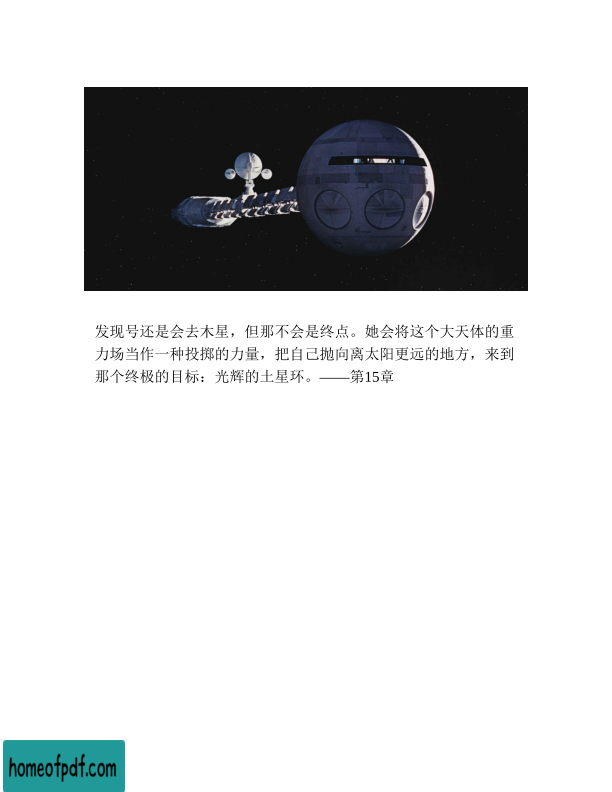 发现号还是会去木星，但那不会是终点。她会将这个大天体的重
力场当作一种投掷的力量，把自己抛向离太阳更远的地方，来到
那个终极的目标：光辉的土星环。——第15章
homeofpdf.com